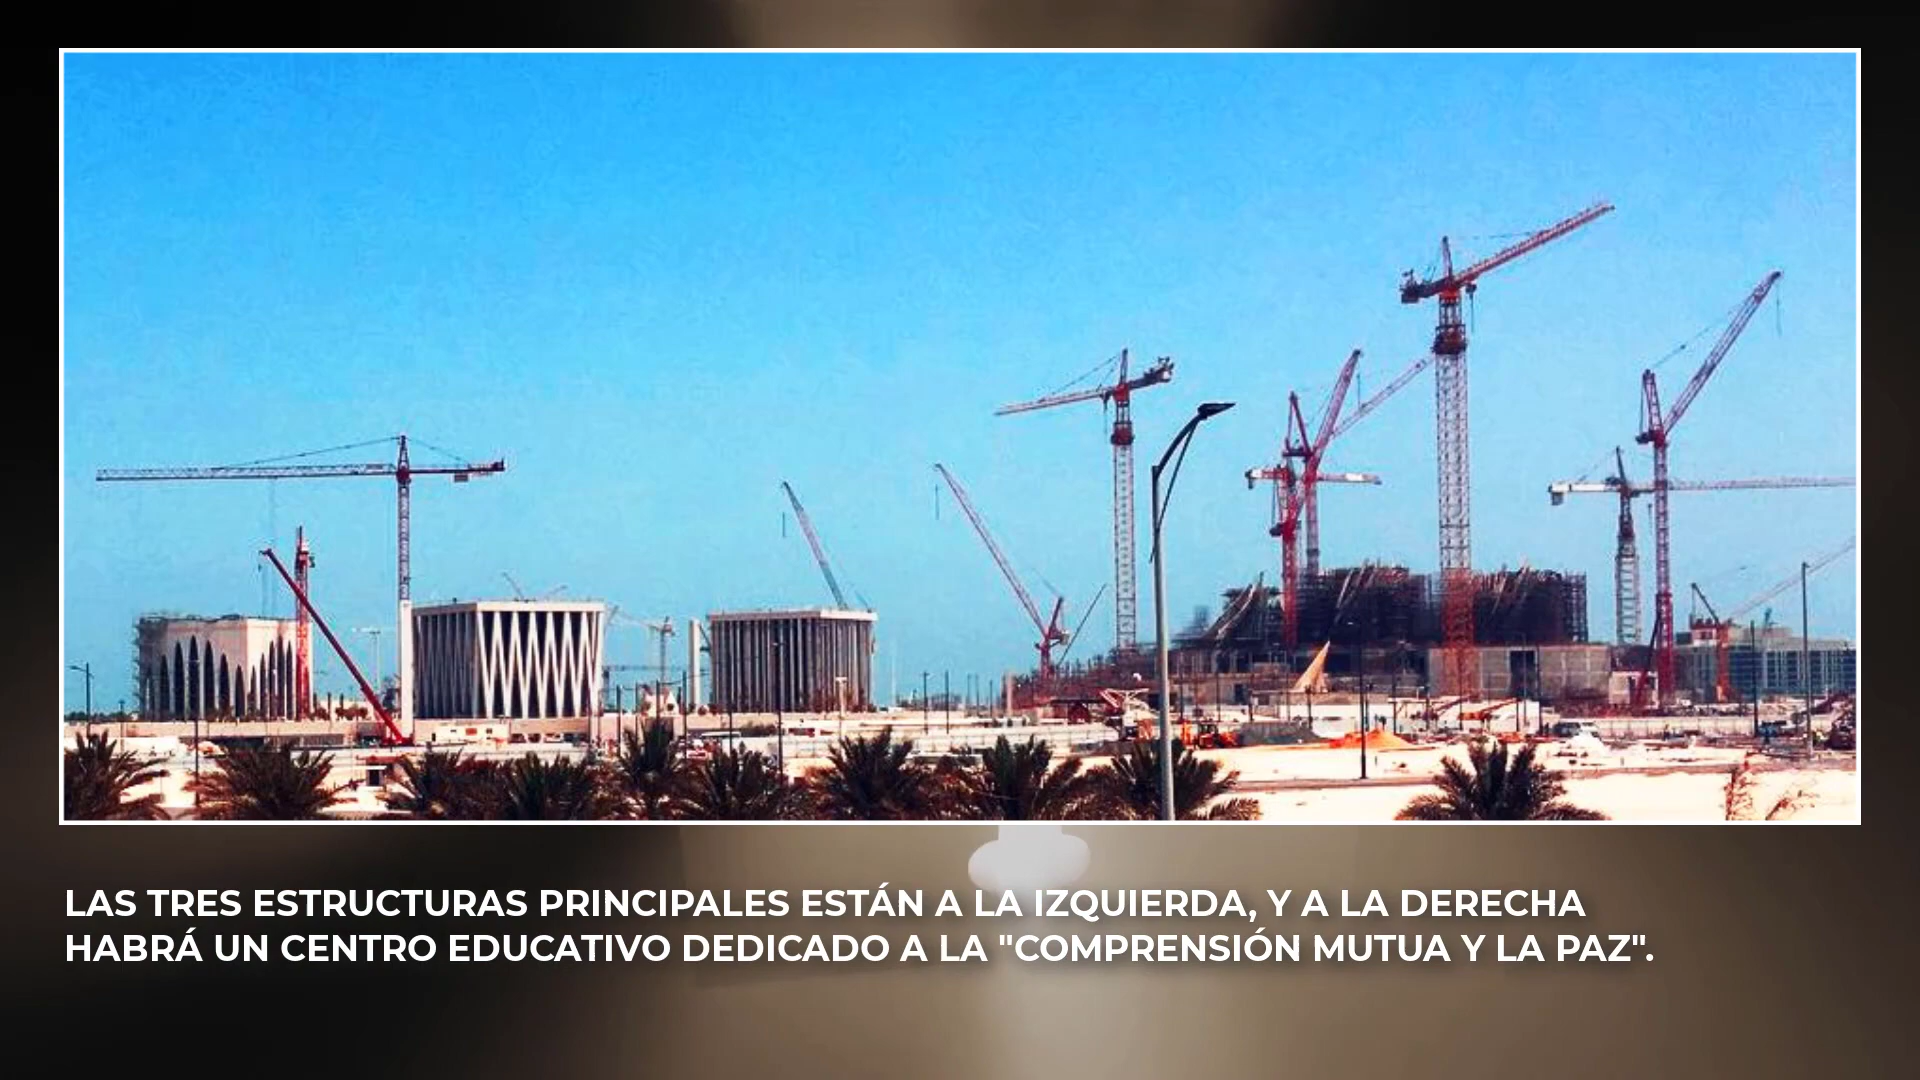 LAS TRES ESTRUCTURAS PRINCIPALES ESTÁN A LA IZQUIERDA, Y A LA DERECHA
HABRÁ UN CENTRO EDUCATIVO DEDICADO A LA "COMPRENSIÓN MUTUA Y LA PAZ".